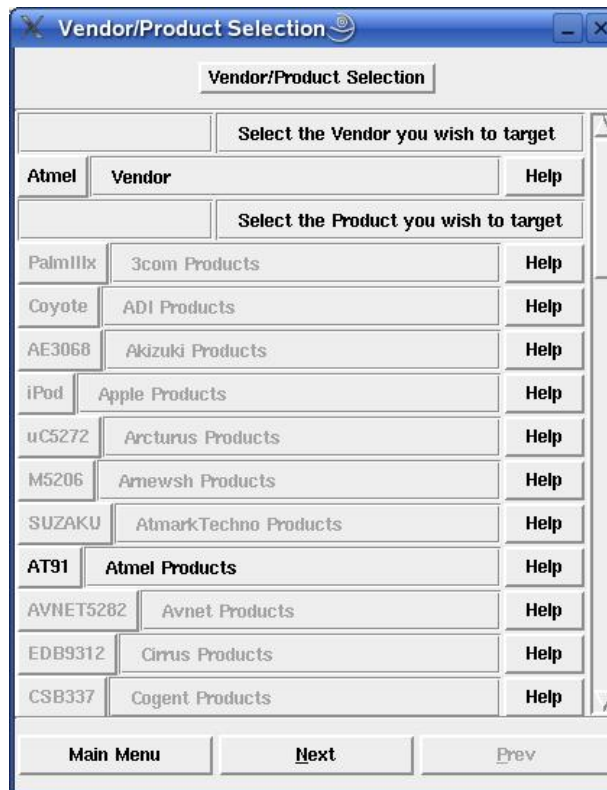 Vendor/Product Selection
Vendor/Product Selection
Select the Vendor you wish to target
Atmel Vendor Help
Select the Product you wish to target
PalmIIIx 3com Products Help
Coyote ADI Products Help
AE3068 Akizuki Products Help
iPod Apple Products Help
uC5272 Arcturus Products Help
M5206 Arnewsh Products Help
SUZAKU AtmarkTechno Products Help
AT91 Atmel Products Help
AVNET5282 Avnet Products Help
EDB9312 Cirrus Products Help
CSB337 Cogent Products Help
Main Menu Next Prev